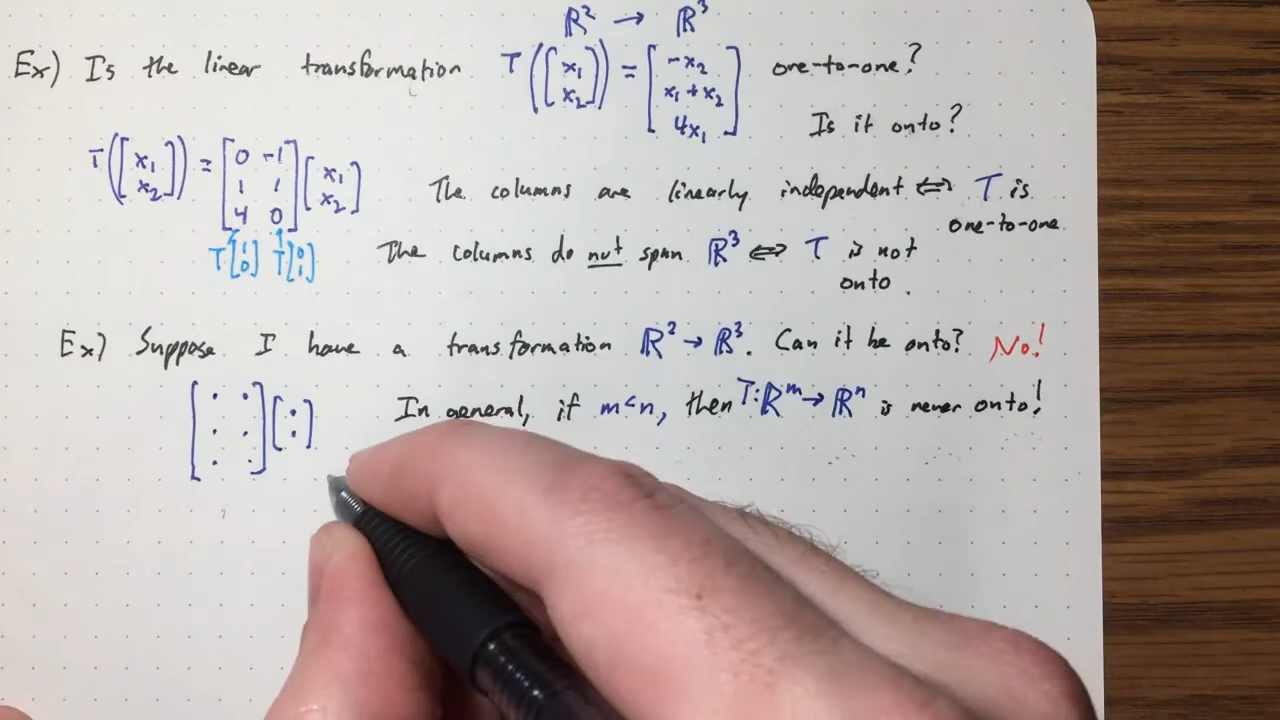 ℝ² → ℝ³
Ex) Is the linear transformation T([x₁ x₂]) = [-x₂ x₁+x₂ 4x₁] one-to-one?
Is it onto?
T([x₁ x₂]) = [0 -1 1 1 4 0] [x₁ x₂]
The columns are linearly independent ⟺ T is
one-to-one.
T[1 0] T[0 1]
The columns do not span ℝ³ ⟺ T is not
onto.
Ex) Suppose I have a transformation ℝ² → ℝ³. Can it be onto? No!
In general, if m<n, then T: ℝᵐ → ℝⁿ is never onto!